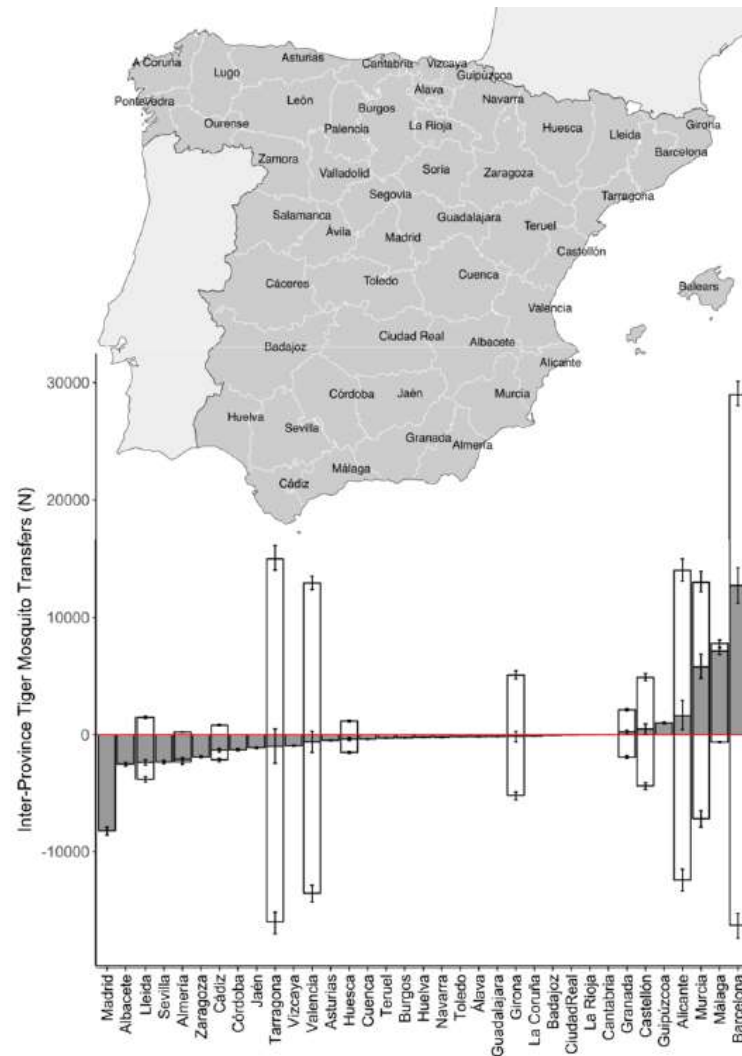 Asturias
Cantabria
Vizcaya
A Coruña
Lugo
Guipúzcoa
Álava
Pontevedra
León
Burgos
Navarra
Ourense
Palencia
La Rioja
Huesca
Lleida
Girona
Barcelona
Zamora
Valladolid
Soria
Zaragoza
Segovia
Tarragona
Salamanca
Guadalajara
Ávila
Madrid
Teruel
Castellón
Cáceres
Toledo
Cuenca
Balears
Valencia
Ciudad Real
Badajoz
Albacete
Alicante
Córdoba
Jaén
Murcia
Huelva
Sevilla
Granada
Almería
Málaga
Cádiz
Inter-Province Tiger Mosquito Transfers (N)
30000
20000
10000
0
-10000
Madrid
Albacete
Lleida
Sevilla
Almería
Zaragoza
Cádiz
Córdoba
Jaén
Tarragona
Vizcaya
Valencia
Asturias
Huesca
Cuenca
Teruel
Burgos
Huelva
Navarra
Toledo
Álava
Guadalajara
Girona
La Coruña
Badajoz
CiudadReal
La Rioja
Cantabria
Granada
Castellón
Guipúzcoa
Alicante
Murcia
Málaga
Barcelona